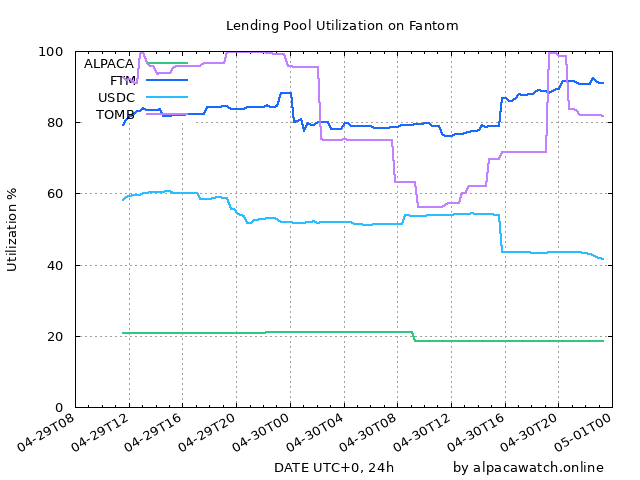 Lending Pool Utilization on Fantom
100
80
60
40
20
0
Utilization %
ALPACA
FTM
USDC
TOMB
04-29T08
04-29T12
04-29T16
04-29T20
04-30T00
04-30T04
04-30T08
04-30T12
04-30T16
04-30T20
05-01T00
DATE UTC+0, 24h
by alpacawatch.online